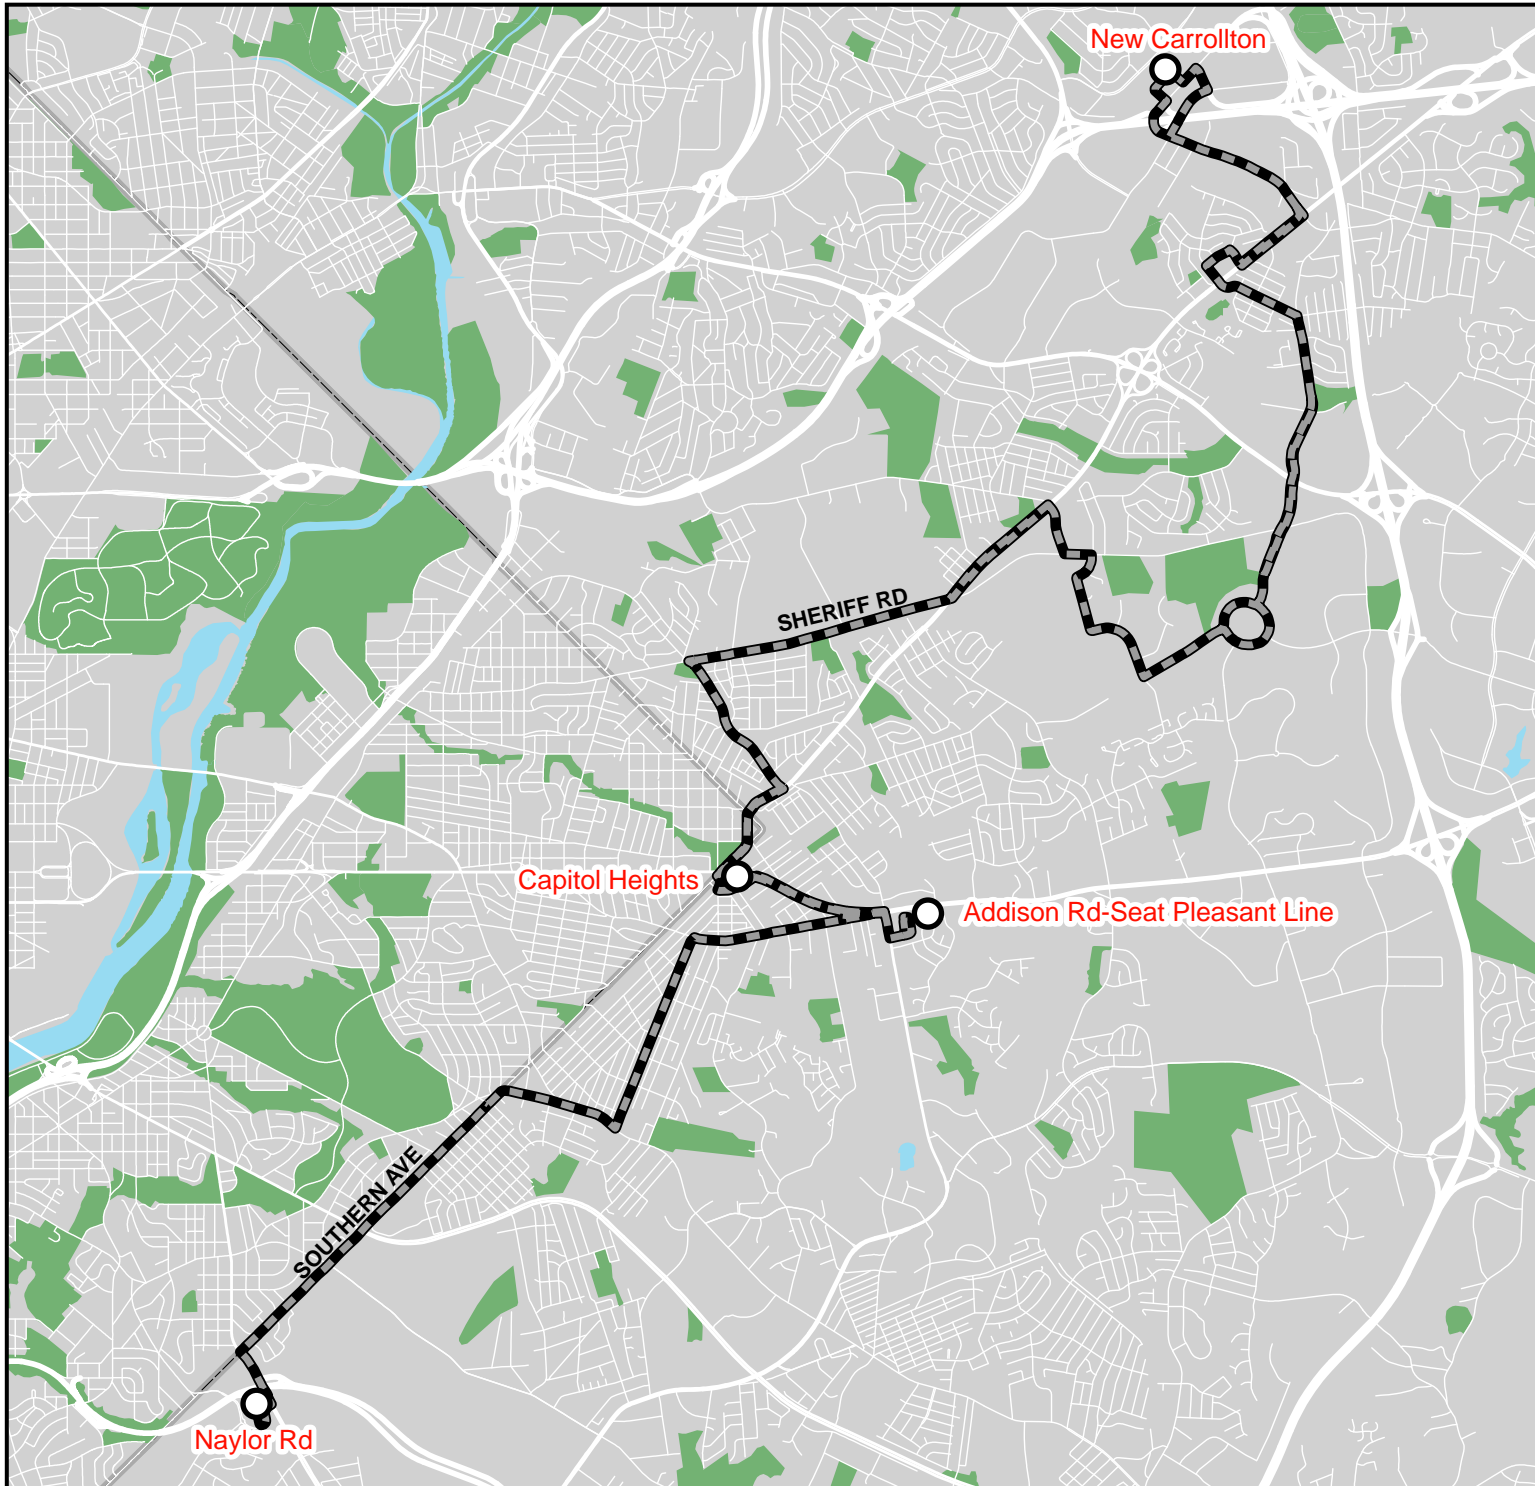 New Carrollton
SHERIFF RD
Capitol Heights
Addison Rd-Seat Pleasant Line
SOUTHERN AVE
Naylor Rd